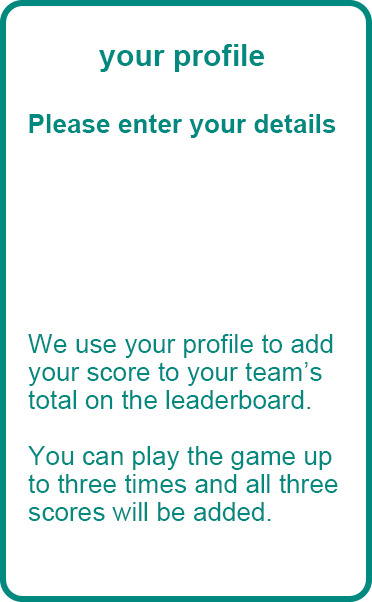 your profile
Please enter your details
We use your profile to add
your score to your team’s
total on the leaderboard.
You can play the game up
to three times and all three
scores will be added.